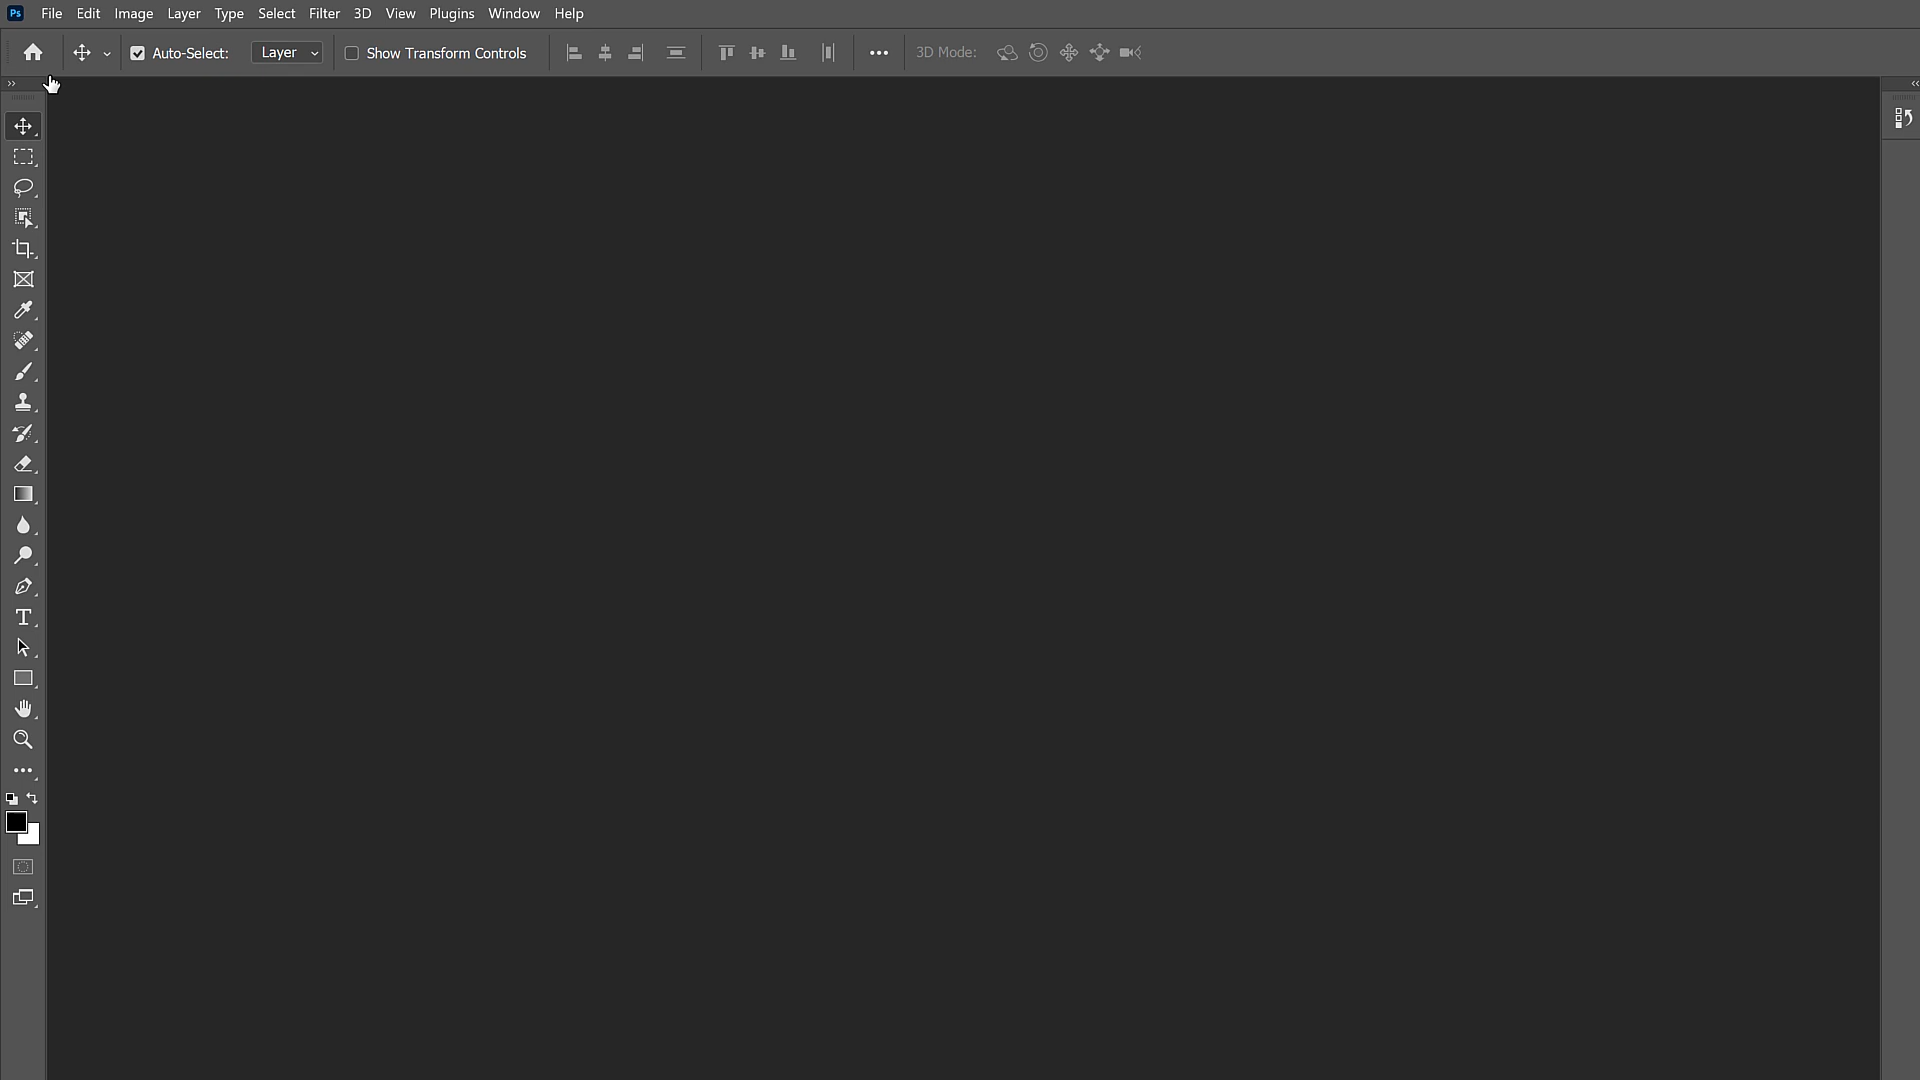 Ps File Edit Image Layer Type Select Filter 3D View Plugins Window Help
Auto-Select: Layer Show Transform Controls 3D Mode: